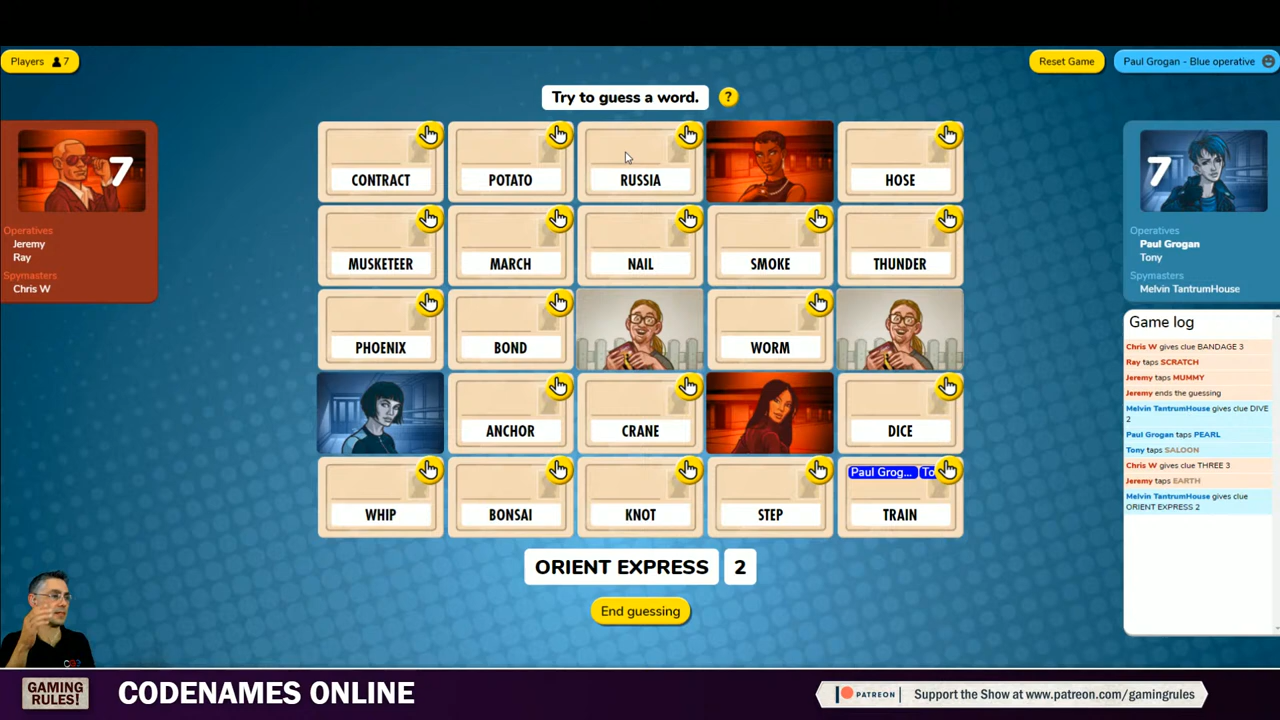 Players 7
Reset Game
Paul Grogan - Blue operative
Try to guess a word.
?
7
Operatives
Jeremy
Ray
Spymasters
Chris W
CONTRACT
POTATO
RUSSIA
HOSE
MUSKETEER
MARCH
NAIL
SMOKE
THUNDER
PHOENIX
BOND
WORM
ANCHOR
CRANE
DICE
Paul Grog... To
WHIP
BONSAI
KNOT
STEP
TRAIN
ORIENT EXPRESS 2
End guessing
7
Operatives
Paul Grogan
Tony
Spymasters
Melvin TantrumHouse
Game log
Chris W gives clue BANDAGE 3
Ray taps SCRATCH
Jeremy taps MUMMY
Jeremy ends the guessing
Melvin TantrumHouse gives clue DIVE
2
Paul Grogan taps PEARL
Tony taps SALOON
Chris W gives clue THREE 3
Jeremy taps EARTH
Melvin TantrumHouse gives clue
ORIENT EXPRESS 2
GAMING
RULES!
CODENAMES ONLINE
PATREON
Support the Show at www.patreon.com/gamingrules